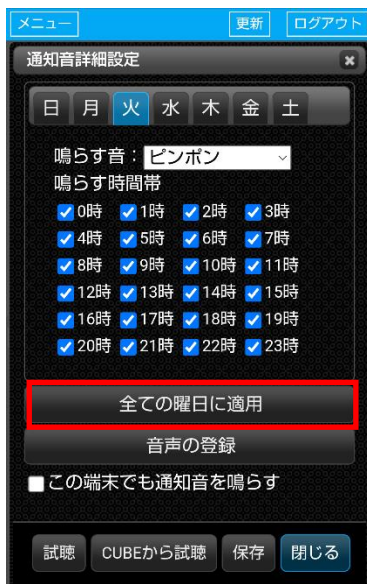 メニュー 更新 ログアウト
通知音詳細設定
日 月 火 水 木 金 土
鳴らす音：ピンポン
鳴らす時間帯
0時 1時 2時 3時
4時 5時 6時 7時
8時 9時 10時 11時
12時 13時 14時 15時
16時 17時 18時 19時
20時 21時 22時 23時
全ての曜日に適用
音声の登録
この端末でも通知音を鳴らす
試聴 CUBEから試聴 保存 閉じる